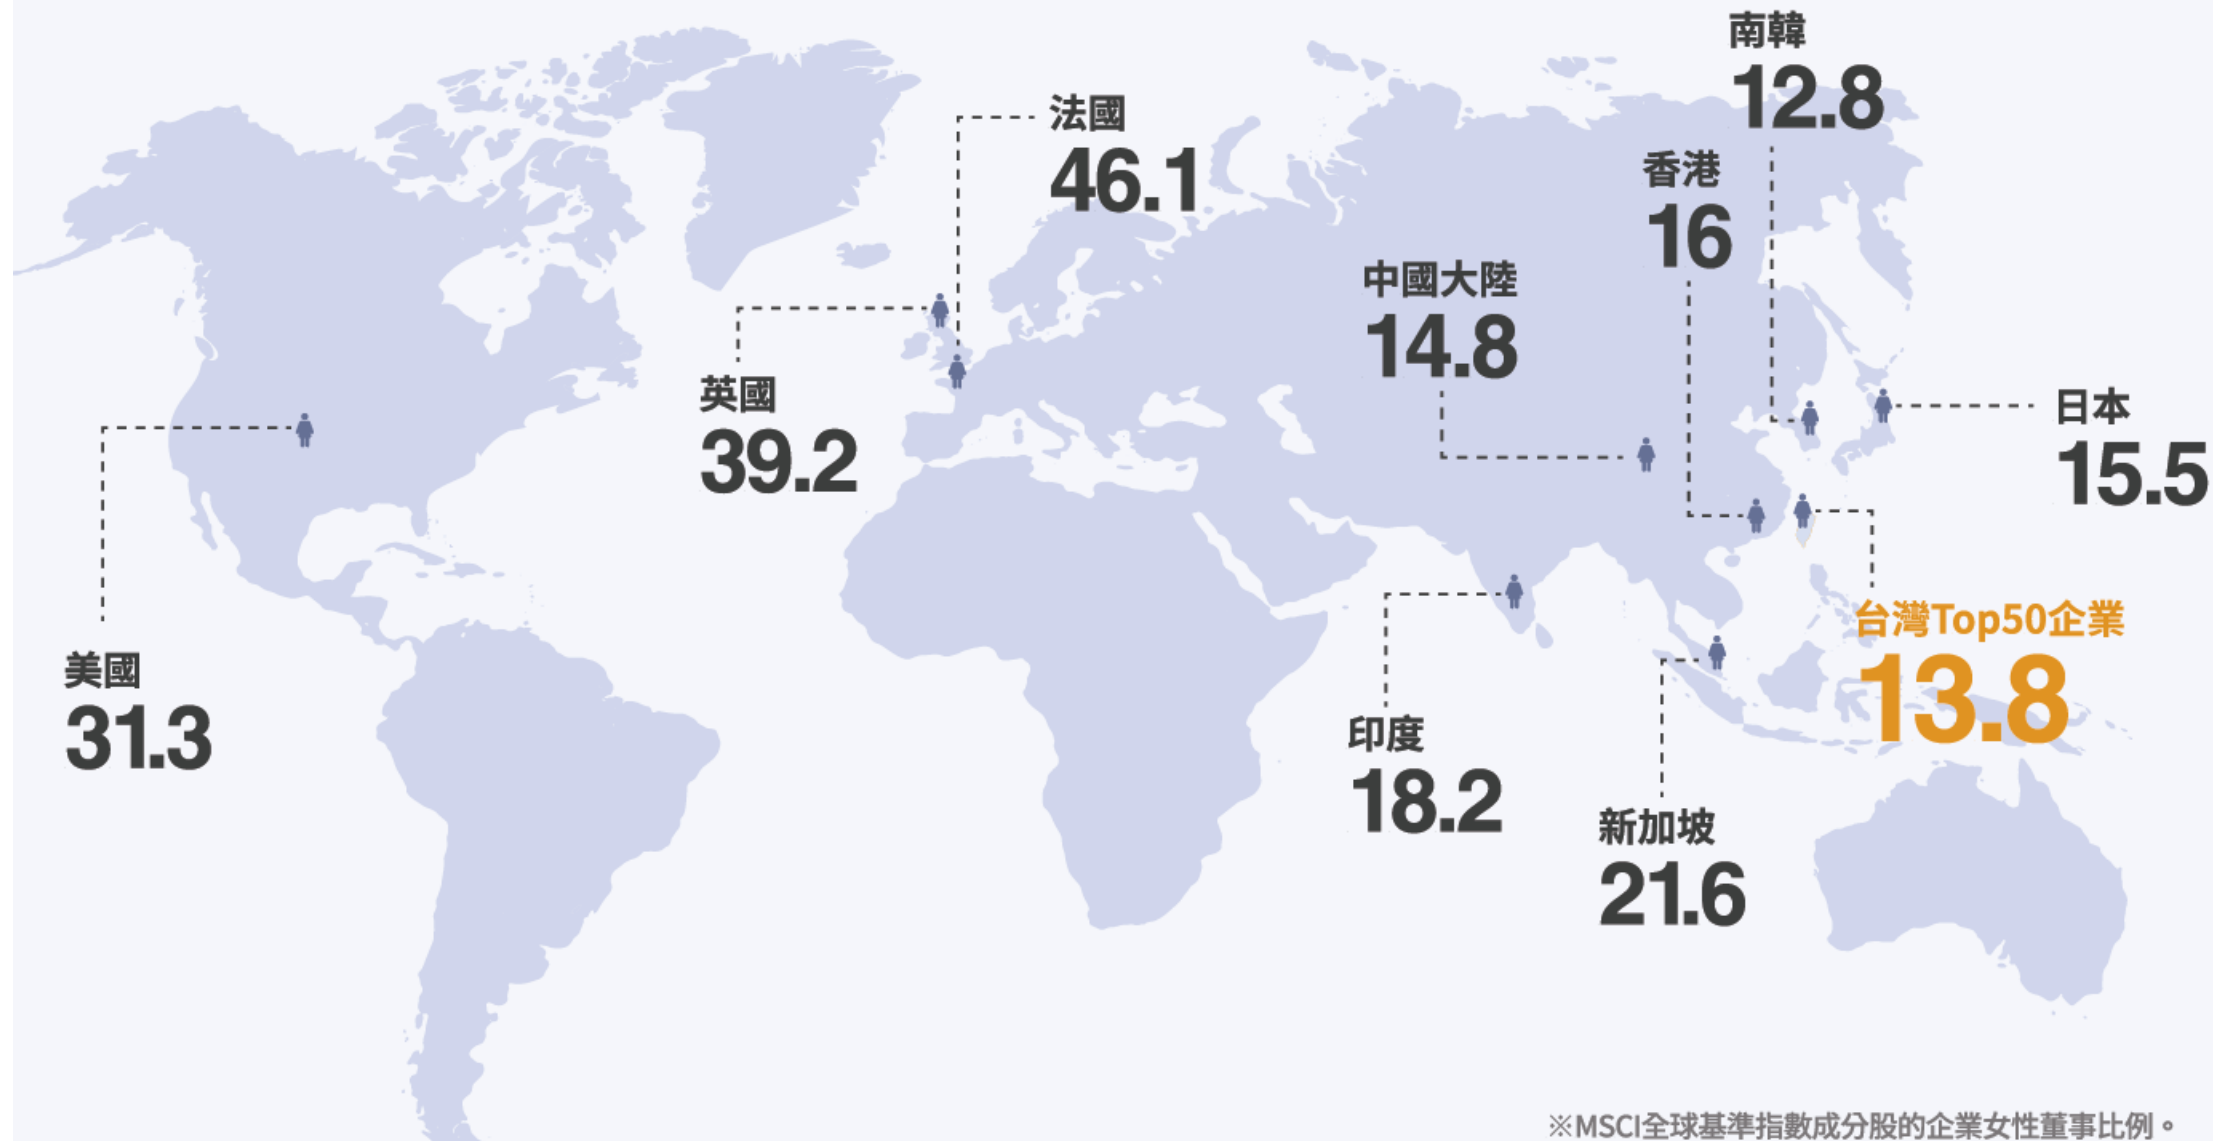 南韓
12.8
法國
46.1
香港
16
中國大陸
14.8
英國
39.2
日本
15.5
台灣Top50企業
13.8
美國
31.3
印度
18.2
新加坡
21.6
※MSCI全球基準指數成分股的企業女性董事比例。